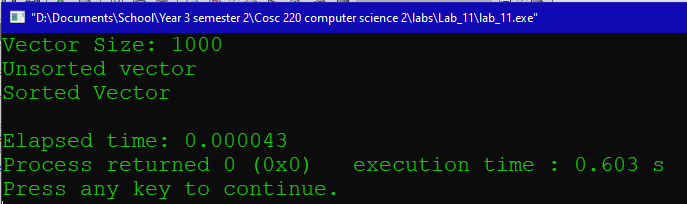 "D:\Documents\School\Year 3 semester 2\Cosc 220 computer science 2\labs\Lab_11\lab_11.exe"
Vector Size: 1000
Unsorted vector
Sorted Vector
Elapsed time: 0.000043
Process returned 0 (0x0)   execution time : 0.603 s
Press any key to continue.